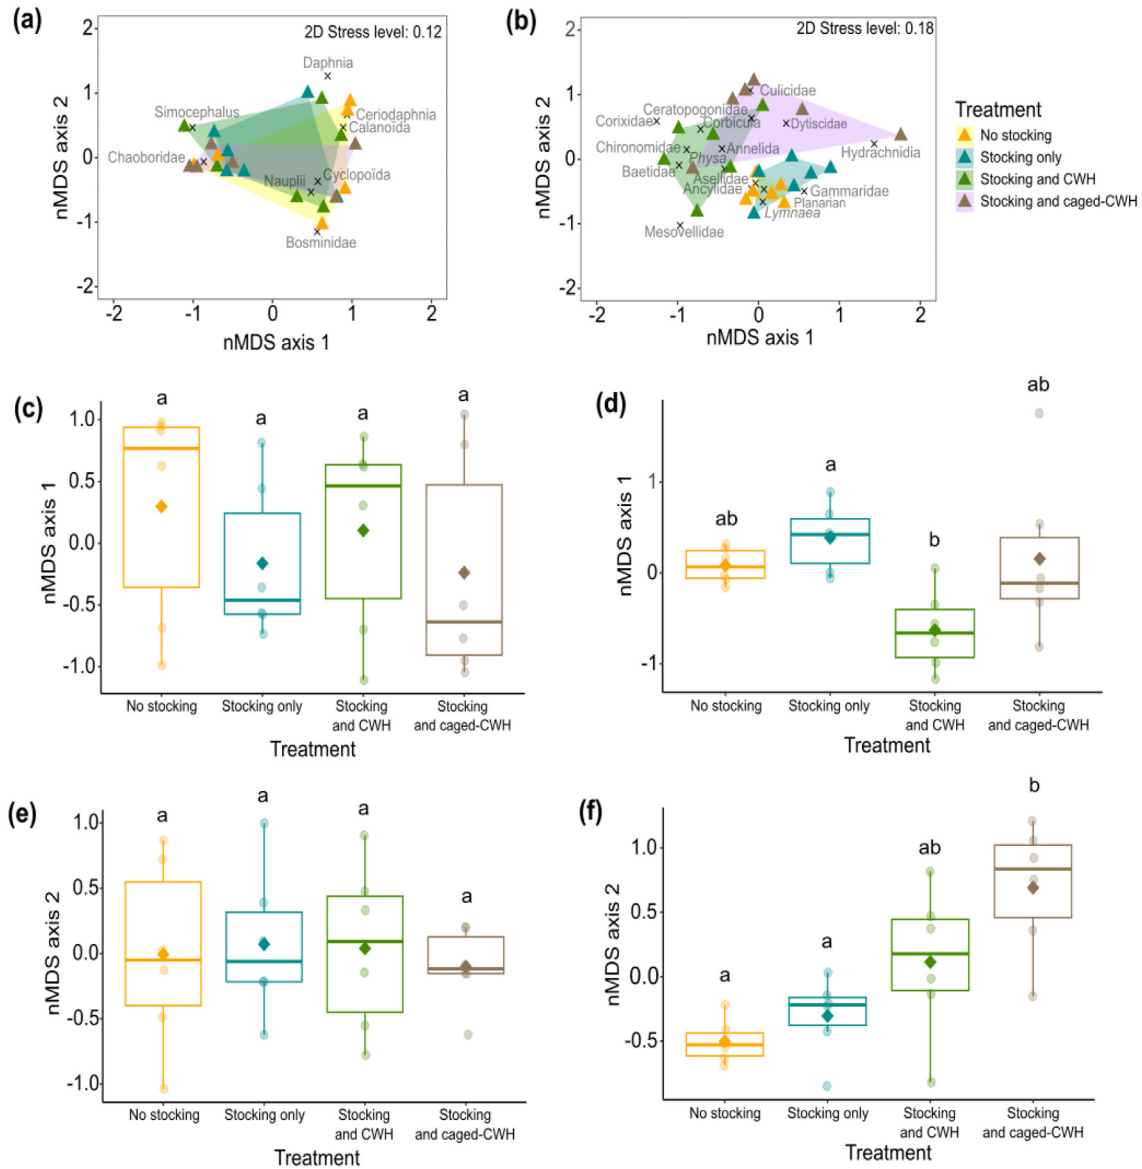 (a)
2D Stress level: 0.12
Daphnia
Simocephalus
Ceriodaphnia
Calanoïda
Chaoboridae
Cyclopoïda
Nauplii
Bosminidae
2
1
0
-1
-2
nMDS axis 2
-2 -1 0 1 2
nMDS axis 1
(b)
2D Stress level: 0.18
Culicidae
Ceratopogonidae
Corixidae
Corbicula
Dytiscidae
Chironomidae
Annelida
Hydrachnidia
Physa
Baetidae
Asellidae
Ancylidae
Gammaridae
Planarian
Lymnaea
Mesovellidae
2
1
0
-1
-2
nMDS axis 2
-2 -1 0 1 2
nMDS axis 1
Treatment
No stocking
Stocking only
Stocking and CWH
Stocking and caged-CWH
(c)
a a a a
1.0
0.5
0.0
-0.5
-1.0
nMDS axis 1
No stocking Stocking only Stocking and CWH Stocking and caged-CWH
Treatment
(d)
ab a b ab
1
0
-1
nMDS axis 1
No stocking Stocking only Stocking and CWH Stocking and caged-CWH
Treatment
(e)
a a a a
1.0
0.5
0.0
-0.5
-1.0
nMDS axis 2
No stocking Stocking only Stocking and CWH Stocking and caged-CWH
Treatment
(f)
a a ab b
1.0
0.5
0.0
-0.5
nMDS axis 2
No stocking Stocking only Stocking and CWH Stocking and caged-CWH
Treatment